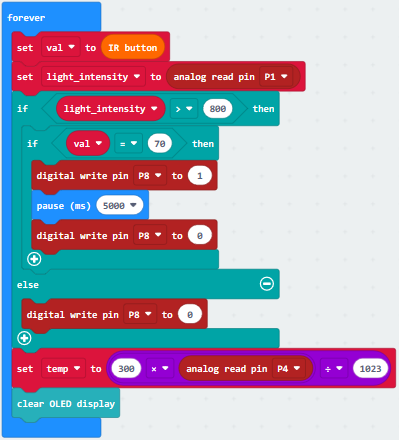 forever
set val to IR button
set light_intensity to analog read pin P1
if light_intensity > 800 then
if val = 70 then
digital write pin P8 to 1
pause (ms) 5000
digital write pin P8 to 0
else
digital write pin P8 to 0
set temp to 300 × analog read pin P4 ÷ 1023
clear OLED display